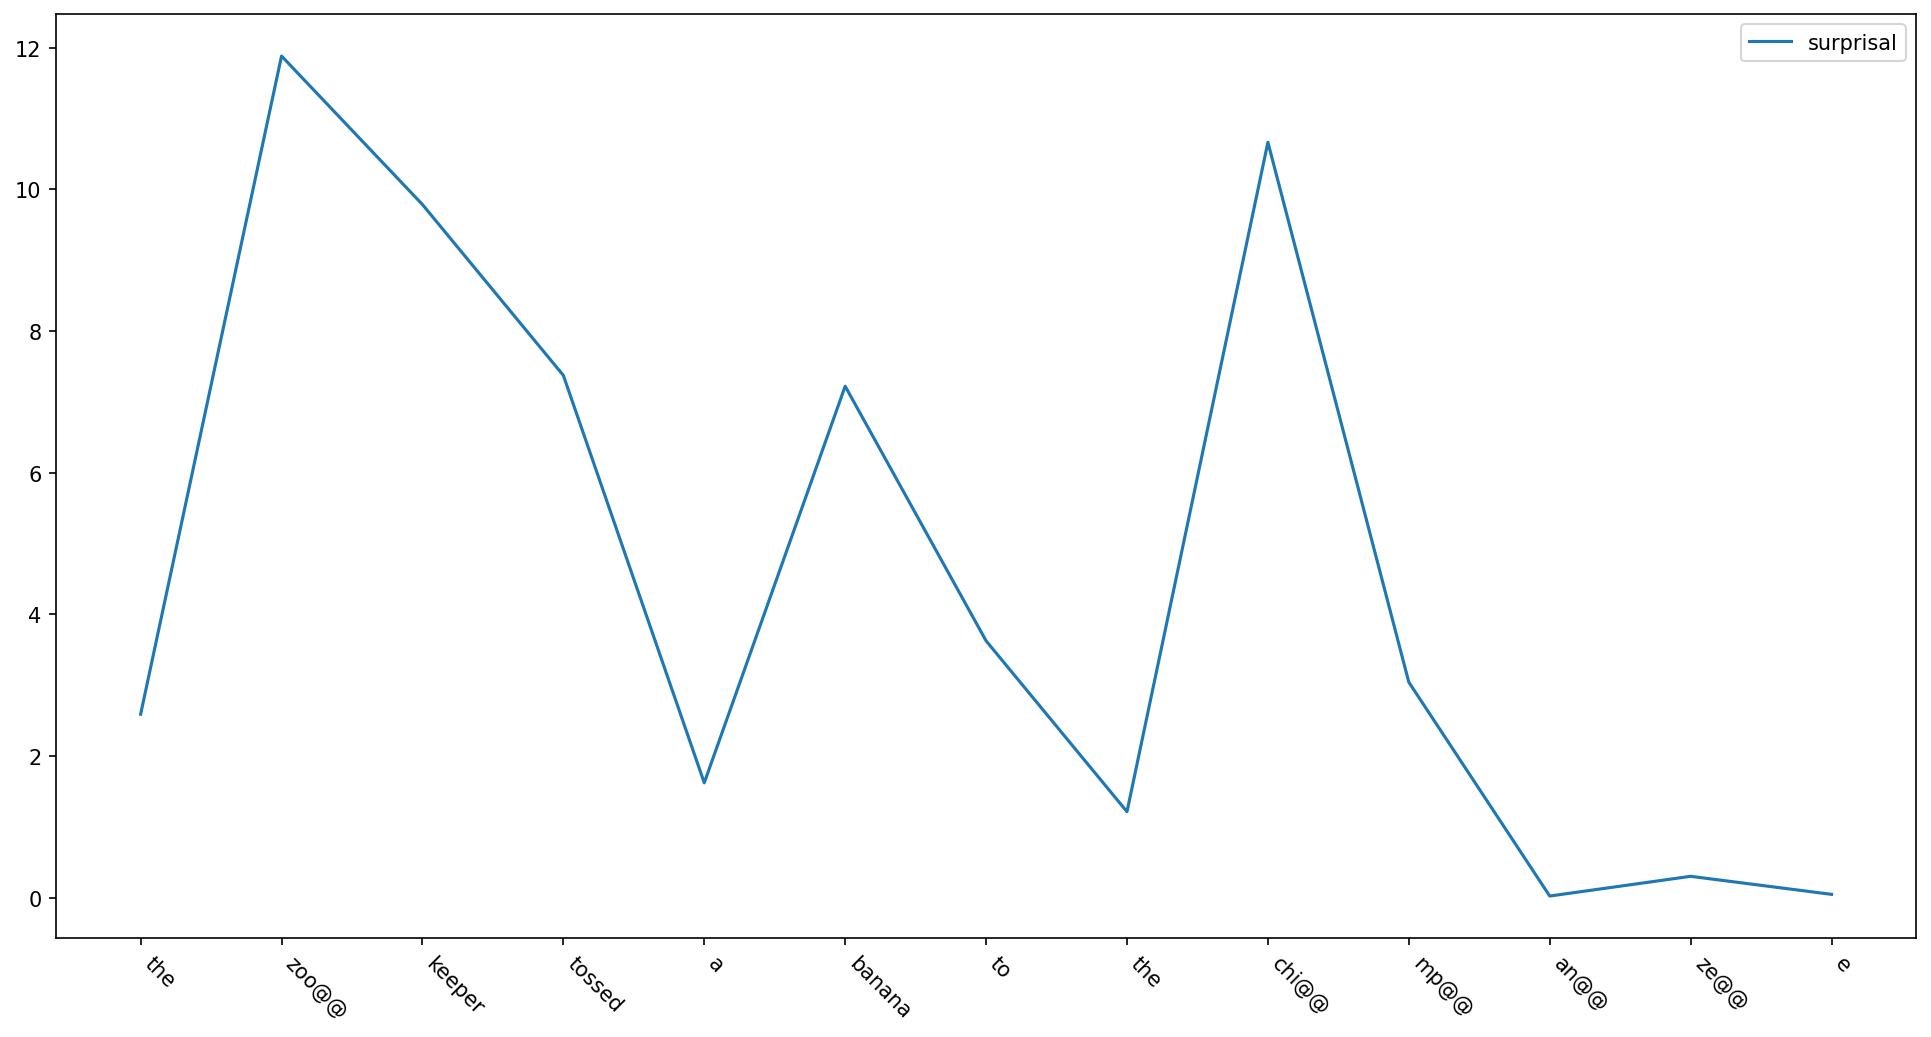 surprisal
12
10
8
6
4
2
0
the
zoo@@
keeper
tossed
a
banana
to
the
chi@@
mp@@
an@@
ze@@
e